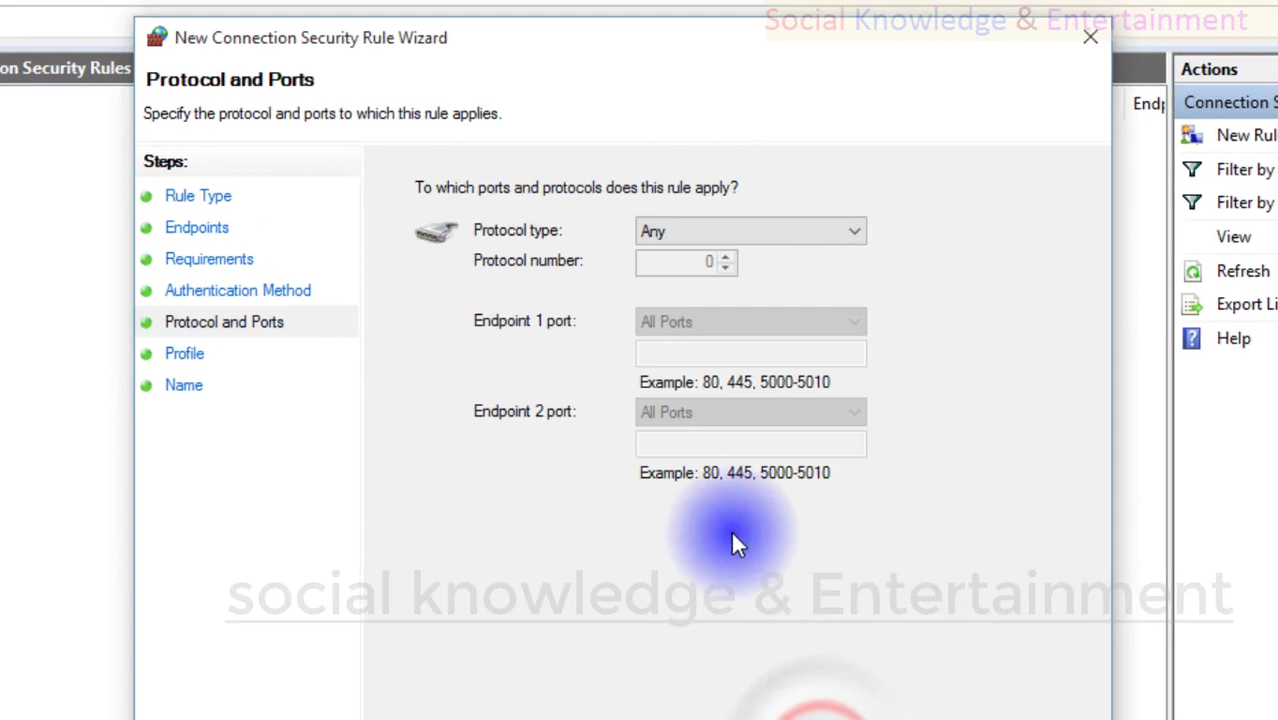 Social Knowledge & Entertainment
New Connection Security Rule Wizard
on Security Rules
Actions
Protocol and Ports
Connection S
Specify the protocol and ports to which this rule applies.
Endp
New Rul
Steps:
Filter by
Rule Type
To which ports and protocols does this rule apply?
Filter by
Endpoints
Protocol type:
Any
View
Requirements
Protocol number:
0
Refresh
Authentication Method
Export Li
Protocol and Ports
Endpoint 1 port:
All Ports
Help
Profile
Example: 80, 445, 5000-5010
Name
Endpoint 2 port:
All Ports
Example: 80, 445, 5000-5010
social knowledge & Entertainment